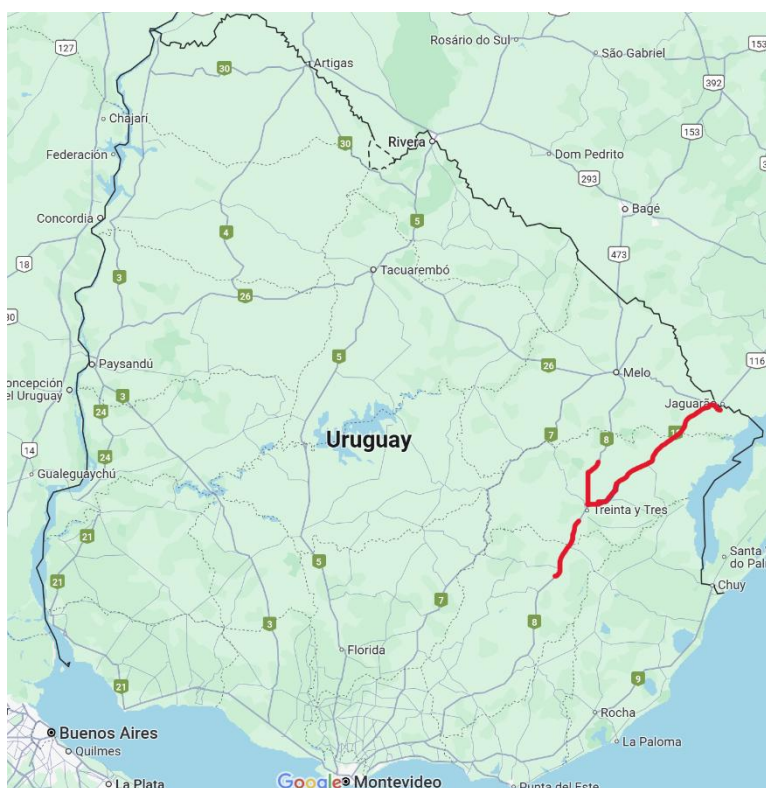 127
Rosário do Sul
São Gabriel
153
Artigas
30
392
Chajarí
153
Federación
30
Rivera
Dom Pedrito
293
Bagé
Concordia
5
4
473
18
3
Tacuarembó
26
5
26
Melo
116
Paysandú
Concepción
el Uruguay
3
24
Jaguarão
7
8
Uruguay
14
24
Gualeguaychú
Treinta y Tres
21
5
Santa
do Pal
Chuy
21
7
3
8
Florida
21
9
Rocha
Buenos Aires
La Paloma
Quilmes
La Plata
Google
Montevideo
Punta del Este